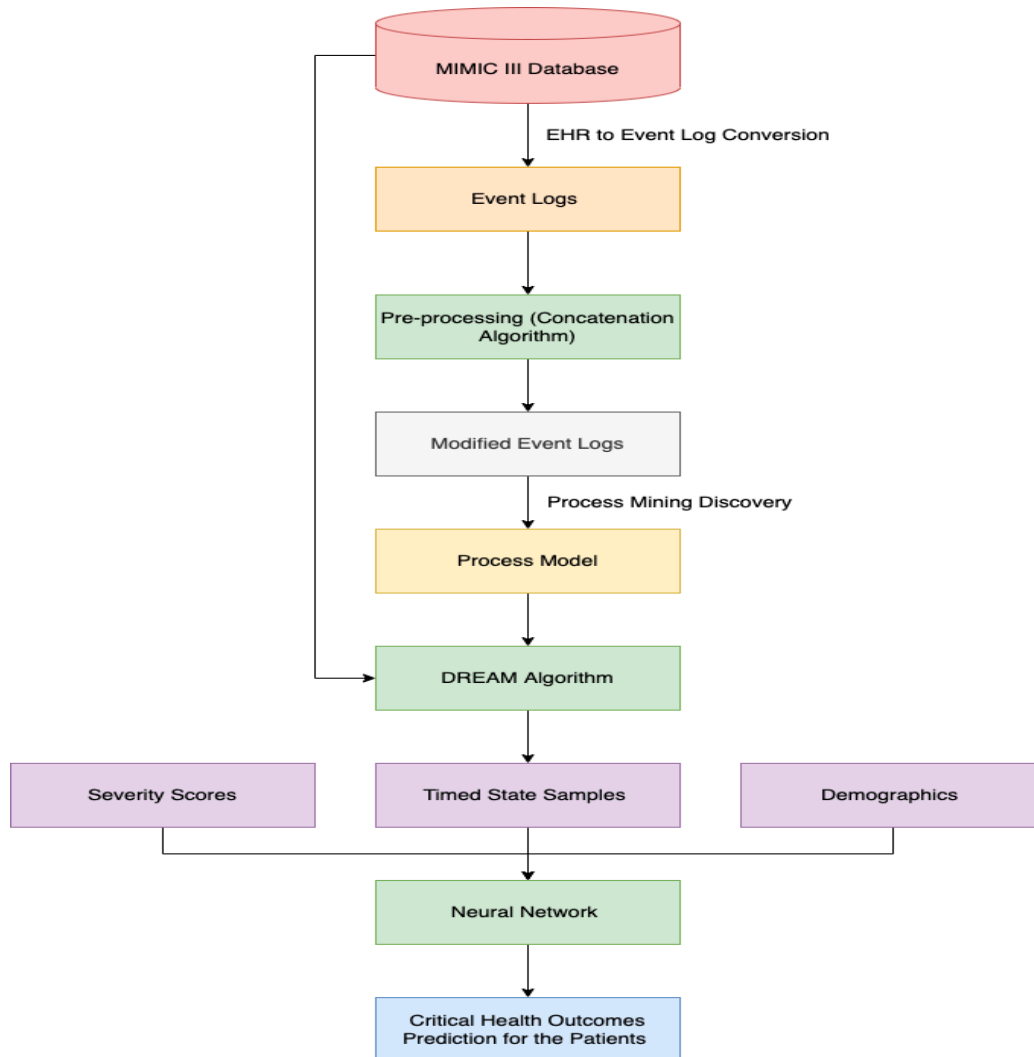 MIMIC III Database
EHR to Event Log Conversion
Event Logs
Pre-processing (Concatenation
Algorithm)
Modified Event Logs
Process Mining Discovery
Process Model
DREAM Algorithm
Severity Scores
Timed State Samples
Demographics
Neural Network
Critical Health Outcomes
Prediction for the Patients